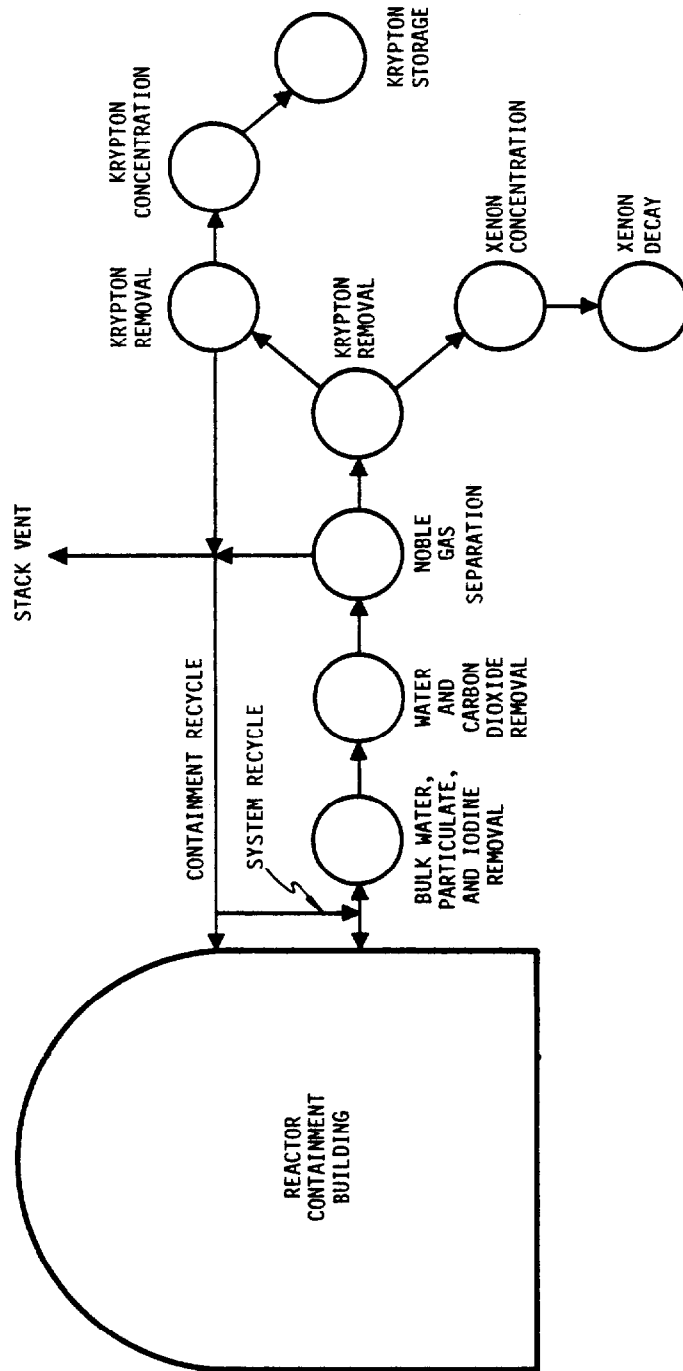 STACK VENT
KRYPTON
REMOVAL
KRYPTON
CONCENTRATION
KRYPTON
STORAGE
CONTAINMENT RECYCLE
SYSTEM RECYCLE
KRYPTON
REMOVAL
REACTOR
CONTAINMENT
BUILDING
BULK WATER,
PARTICULATE,
AND IODINE
REMOVAL
WATER
AND
CARBON
DIOXIDE
REMOVAL
NOBLE
GAS
SEPARATION
XENON
CONCENTRATION
XENON
DECAY